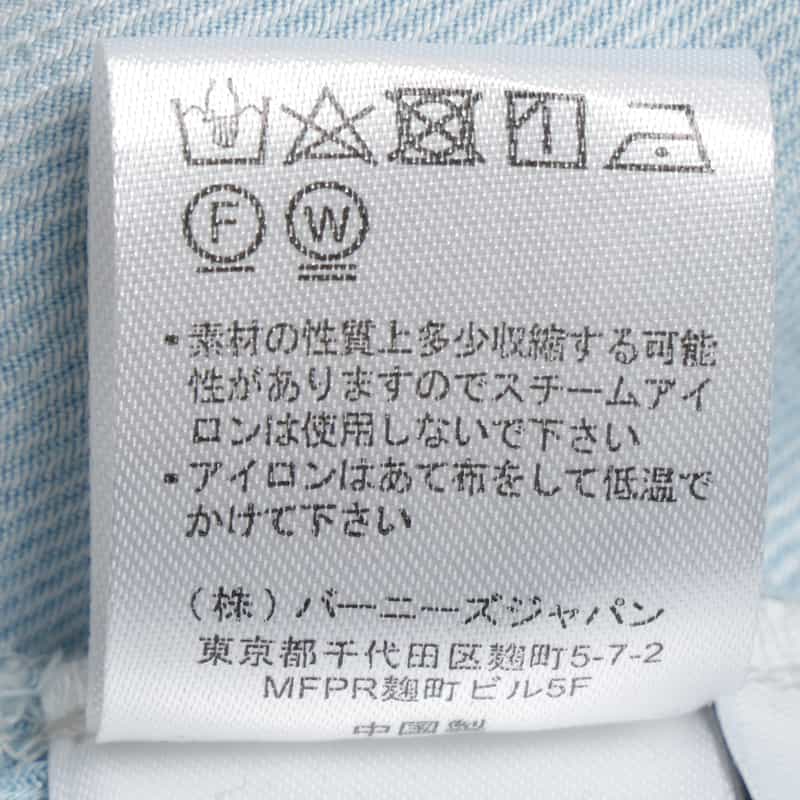 F W
・素材の性質上多少収縮する可能
性がありますのでスチームアイ
ロンは使用しないで下さい
・アイロンはあて布をして低温で
かけて下さい
(株)バーニーズジャパン
東京都千代田区麹町5-7-2
MFPR麹町ビル5F
中国製